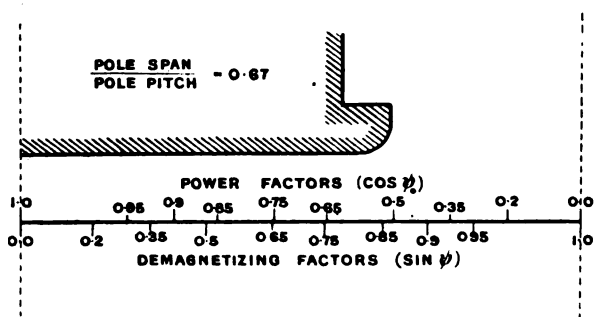 POLE SPAN
POLE PITCH = 0·67
POWER FACTORS (COS ψ)
1·0 0·95 0·9 0·85 0·75 0·65 0·5 0·35 0·2 0·0
0·0 0·2 0·35 0·5 0·65 0·75 0·85 0·9 0·95 1·0
DEMAGNETIZING FACTORS (SIN ψ)